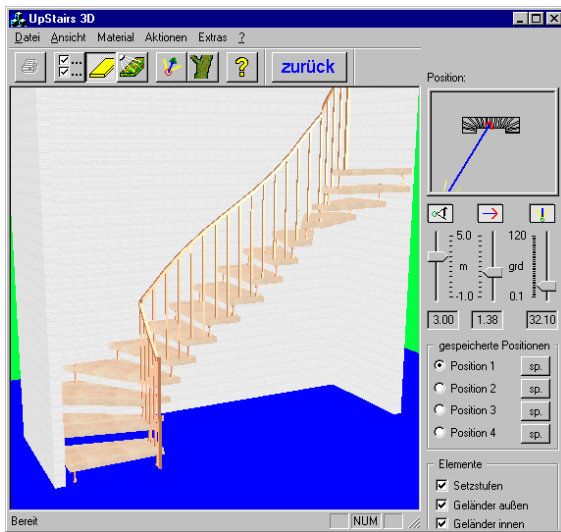 UpStairs 3D
Datei Ansicht Material Aktionen Extras ?
zurück
Position:
5.0
120
m
grd
-1.0
0.1
3.00
1.38
32.10
gespeicherte Positionen
Position 1 sp.
Position 2 sp.
Position 3 sp.
Position 4 sp.
Elemente
Setzstufen
Geländer außen
Geländer innen
Bereit
NUM